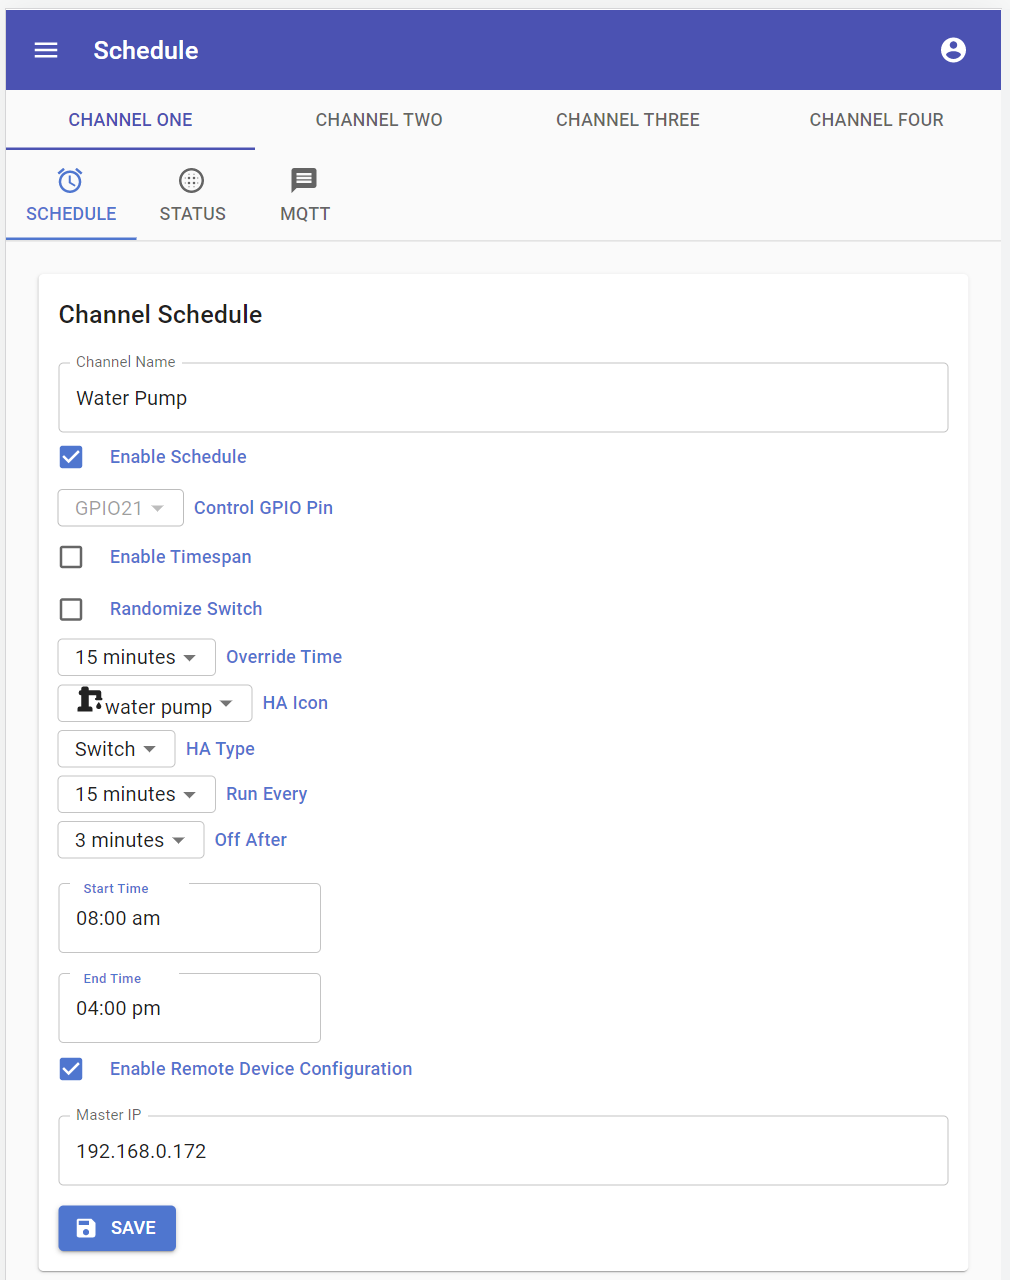 Schedule
CHANNEL ONE CHANNEL TWO CHANNEL THREE CHANNEL FOUR
SCHEDULE STATUS MQTT
Channel Schedule
Channel Name
Water Pump
Enable Schedule
GPIO21 Control GPIO Pin
Enable Timespan
Randomize Switch
15 minutes Override Time
water pump HA Icon
Switch HA Type
15 minutes Run Every
3 minutes Off After
Start Time
08:00 am
End Time
04:00 pm
Enable Remote Device Configuration
Master IP
192.168.0.172
SAVE